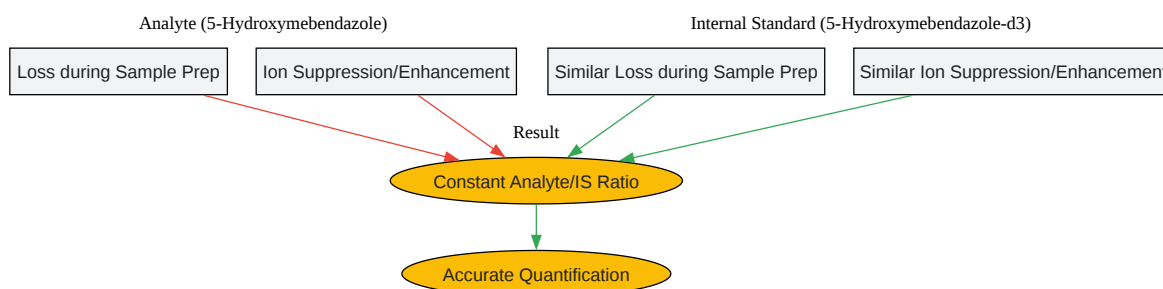 Analyte (5-Hydroxymebendazole)
Internal Standard (5-Hydroxymebendazole-d3)
Loss during Sample Prep
Ion Suppression/Enhancement
Similar Loss during Sample Prep
Similar Ion Suppression/Enhancement
Result
Constant Analyte/IS Ratio
Accurate Quantification